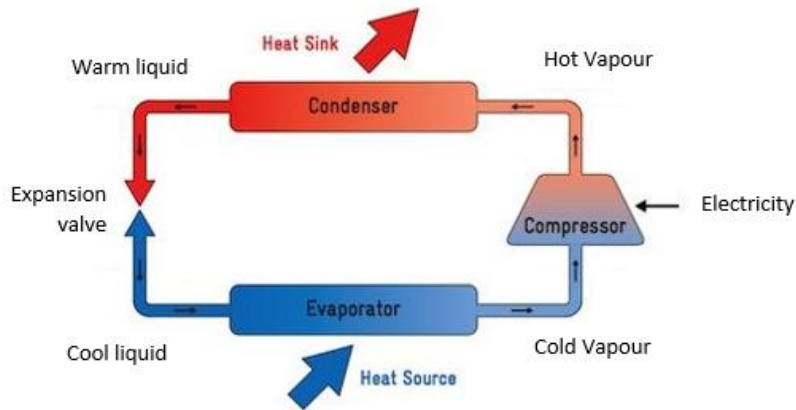 Heat Sink
Warm liquid
Hot Vapour
Condenser
Expansion
valve
Electricity
Compressor
Evaporator
Cool liquid
Cold Vapour
Heat Source